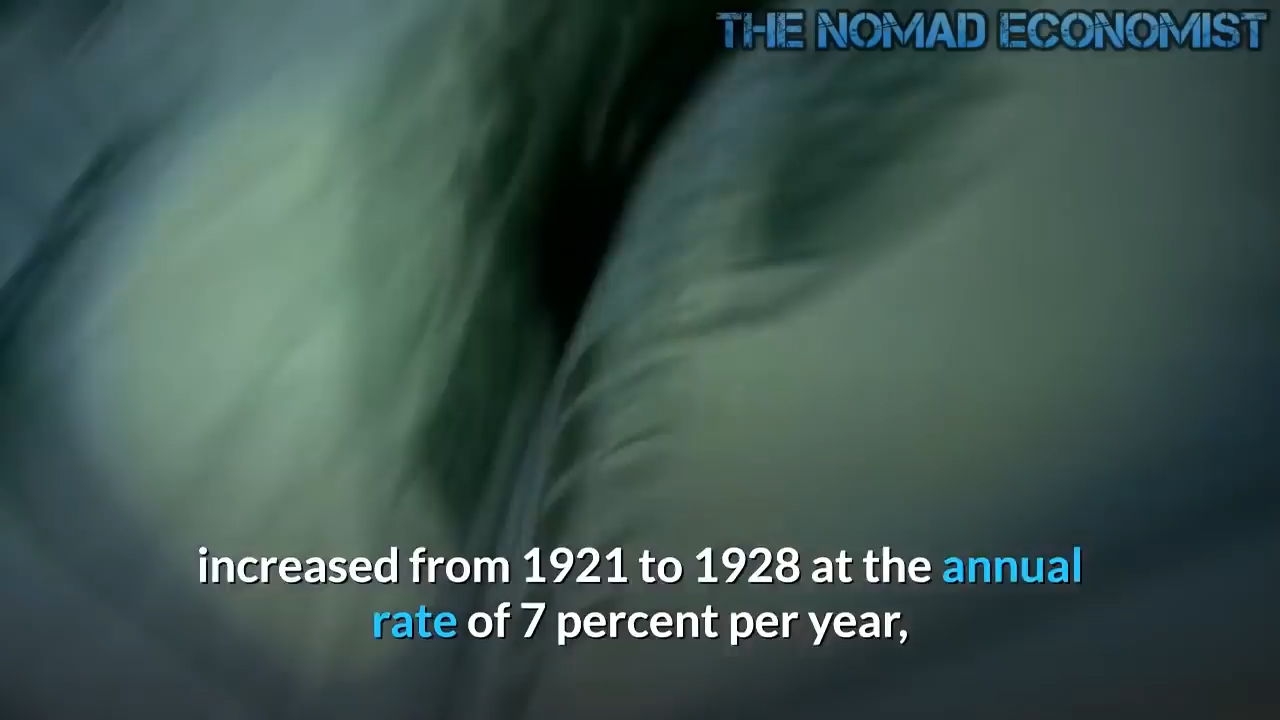 THE NOMAD ECONOMIST
increased from 1921 to 1928 at the annual
rate of 7 percent per year,